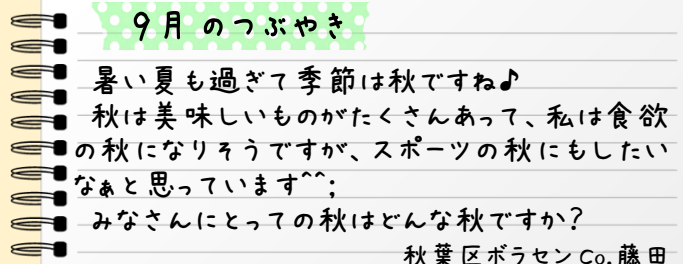 9月のつぶやき
暑い夏も過ぎて季節は秋ですね♪
秋は美味しいものがたくさんあって、私は食欲
の秋になりそうですが、スポーツの秋にもしたい
なぁと思っています^^;
みなさんにとっての秋はどんな秋ですか？
秋葉区ボラセンCo.藤田